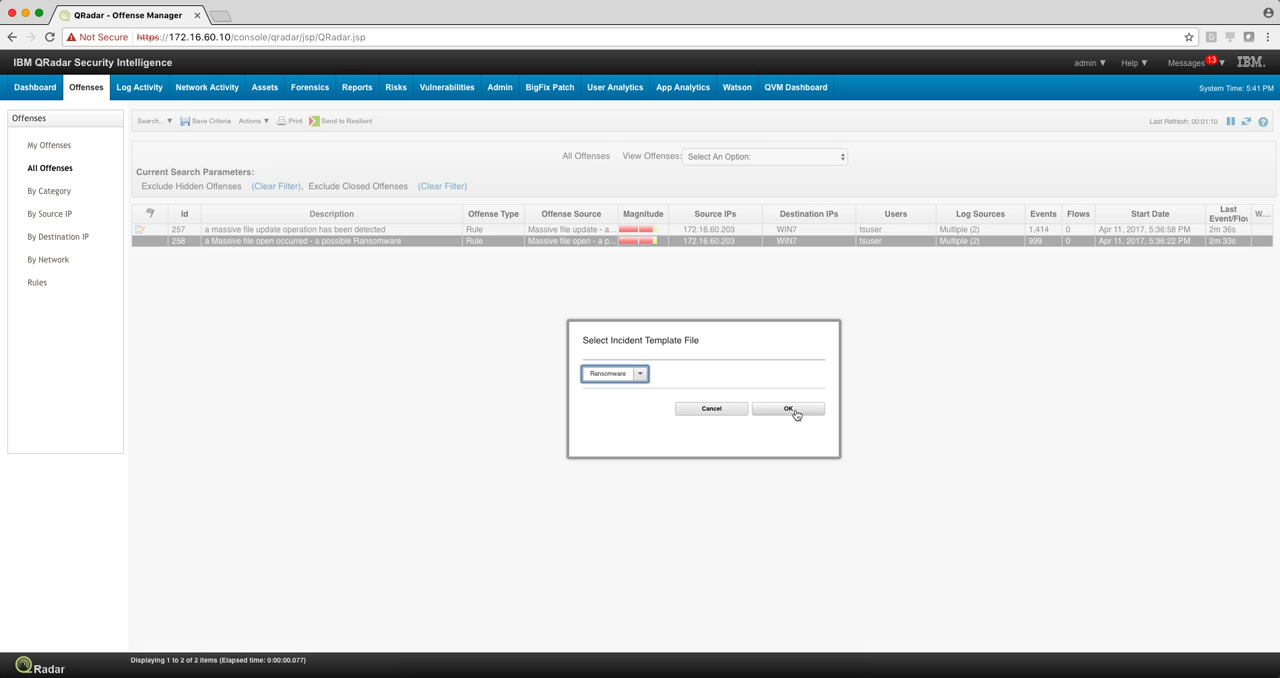 QRadar - Offense Manager
Not Secure https://172.16.60.10/console/qradar/jsp/QRadar.jsp
IBM QRadar Security Intelligence admin ▼ Help ▼ Messages 13 ▼ IBM.
Dashboard Offenses Log Activity Network Activity Assets Forensics Reports Risks Vulnerabilities Admin BigFix Patch User Analytics App Analytics Watson QVM Dashboard System Time: 5:41 PM
Offenses
My Offenses
All Offenses
By Category
By Source IP
By Destination IP
By Network
Rules
Search... ▼ Save Criteria Actions ▼ Print Send to Resilient Last Refresh: 00:01:10
All Offenses View Offenses: Select An Option:
Current Search Parameters:
Exclude Hidden Offenses (Clear Filter), Exclude Closed Offenses (Clear Filter)
Id Description Offense Type Offense Source Magnitude Source IPs Destination IPs Users Log Sources Events Flows Start Date Last Event/Flow W...
257 a massive file update operation has been detected Rule Massive file update - a... 172.16.60.203 WIN7 tsuser Multiple (2) 1,414 0 Apr 11, 2017, 5:36:58 PM 2m 36s
258 a Massive file open occurred - a possible Ransomware Rule Massive file open - a p... 172.16.60.203 WIN7 tsuser Multiple (2) 999 0 Apr 11, 2017, 5:36:22 PM 2m 33s
Select Incident Template File
Ransomware
Cancel OK
QRadar Displaying 1 to 2 of 2 items (Elapsed time: 0:00:00.077)